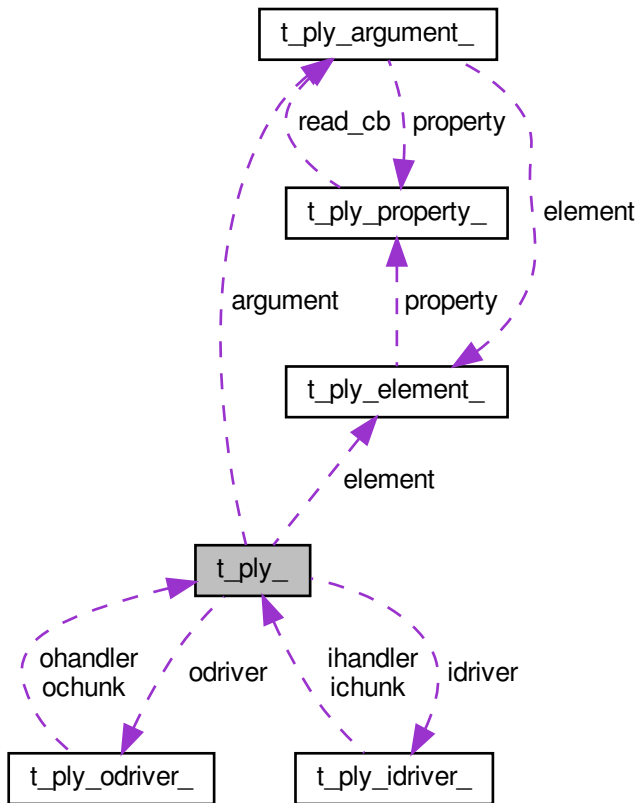 t_ply_argument_
read_cb
property
t_ply_property_
element
argument
property
t_ply_element_
element
t_ply_
ohandler
ochunk
odriver
ihandler
ichunk
idriver
t_ply_odriver_
t_ply_idriver_